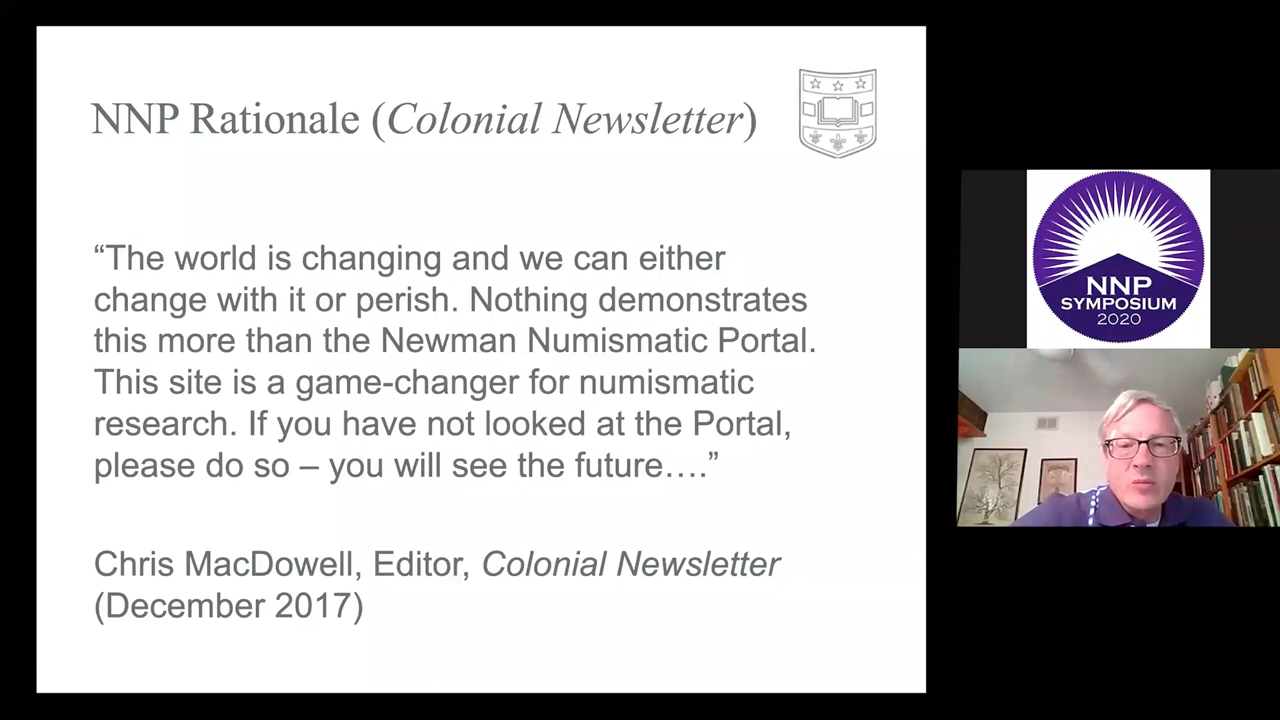 NNP Rationale (Colonial Newsletter)
“The world is changing and we can either
change with it or perish. Nothing demonstrates
this more than the Newman Numismatic Portal.
This site is a game-changer for numismatic
research. If you have not looked at the Portal,
please do so – you will see the future….”
Chris MacDowell, Editor, Colonial Newsletter
(December 2017)
NNP
SYMPOSIUM
2020